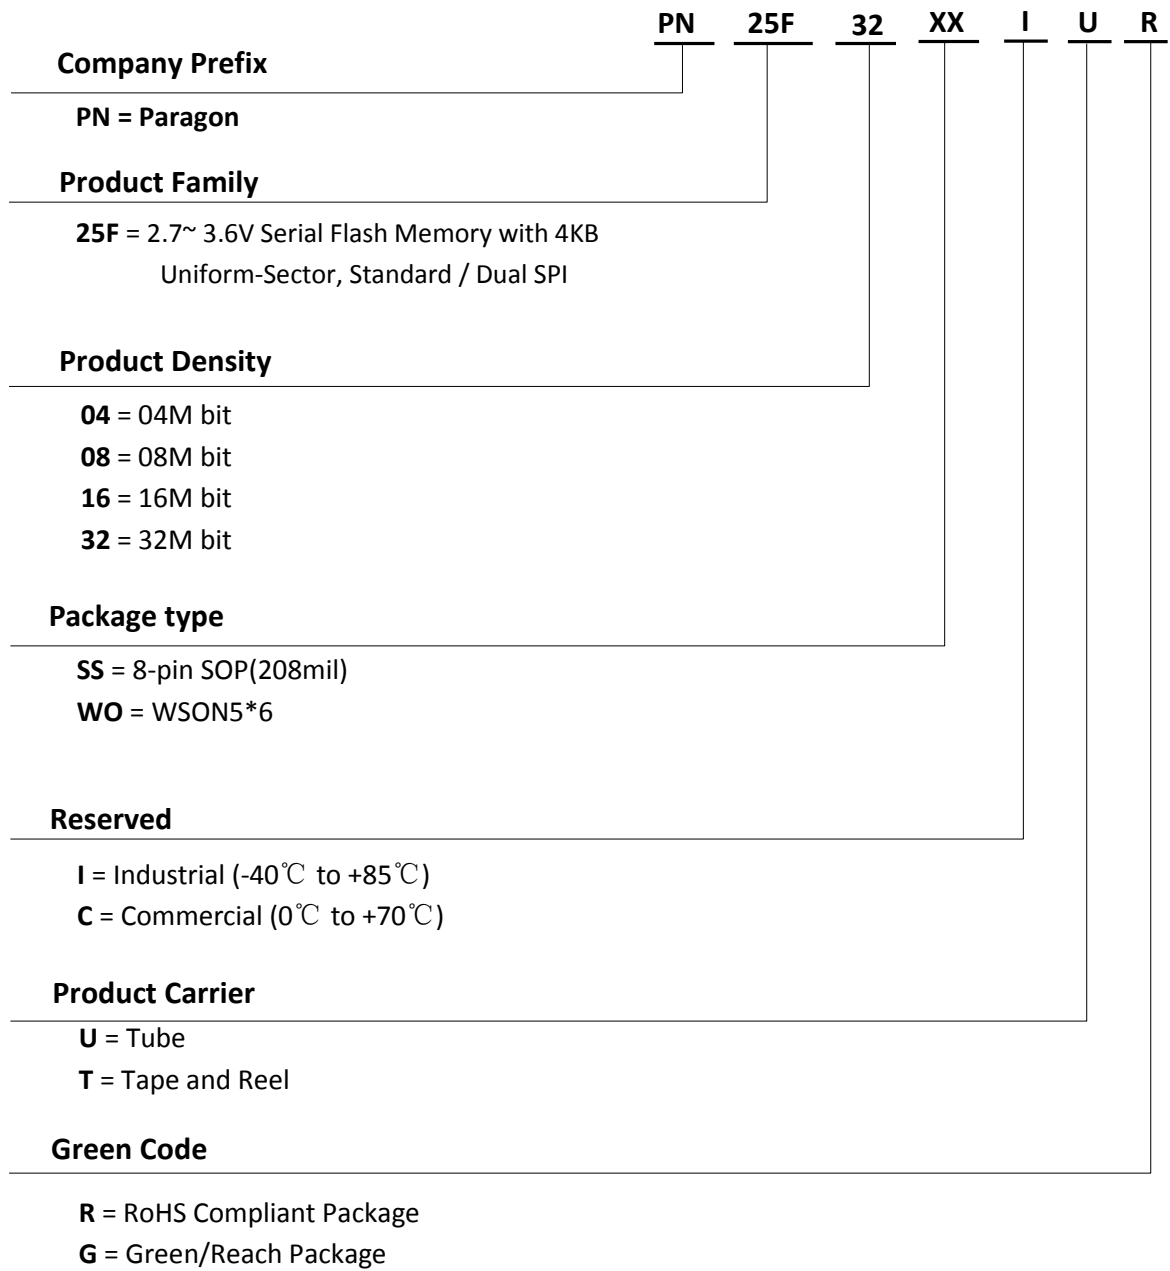 PN 25F 32 XX I U R
Company Prefix
PN = Paragon
Product Family
25F = 2.7~ 3.6V Serial Flash Memory with 4KB
Uniform-Sector, Standard / Dual SPI
Product Density
04 = 04M bit
08 = 08M bit
16 = 16M bit
32 = 32M bit
Package type
SS = 8-pin SOP(208mil)
WO = WSON5*6
Reserved
I = Industrial (-40℃ to +85℃)
C = Commercial (0℃ to +70℃)
Product Carrier
U = Tube
T = Tape and Reel
Green Code
R = RoHS Compliant Package
G = Green/Reach Package